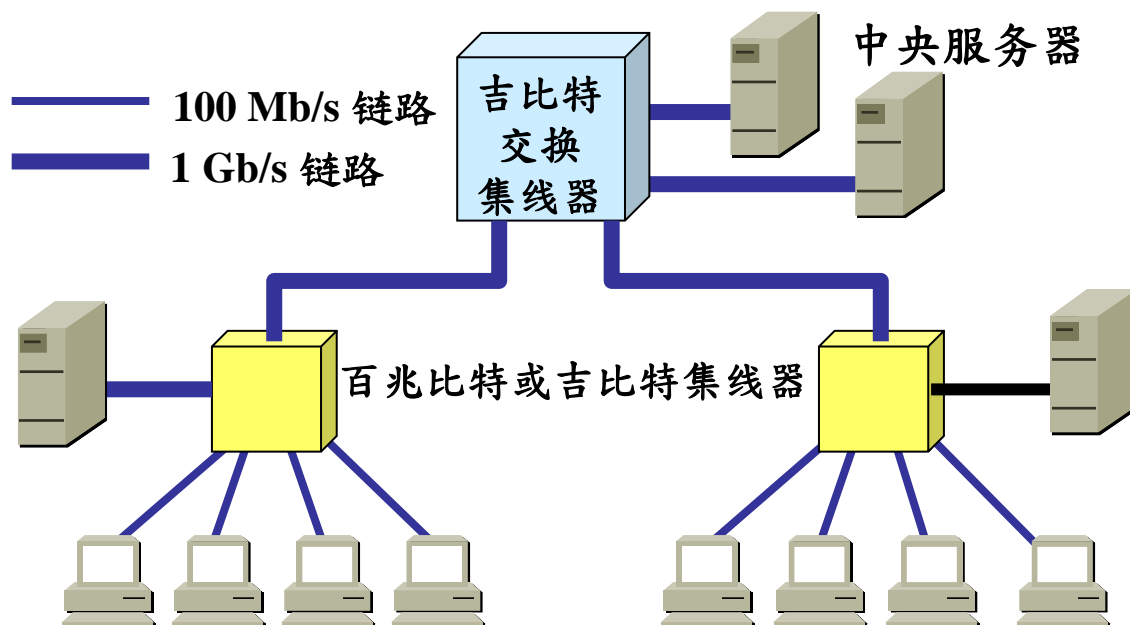 中央服务器
吉比特
交换
集线器
100 Mb/s 链路
1 Gb/s 链路
百兆比特或吉比特集线器